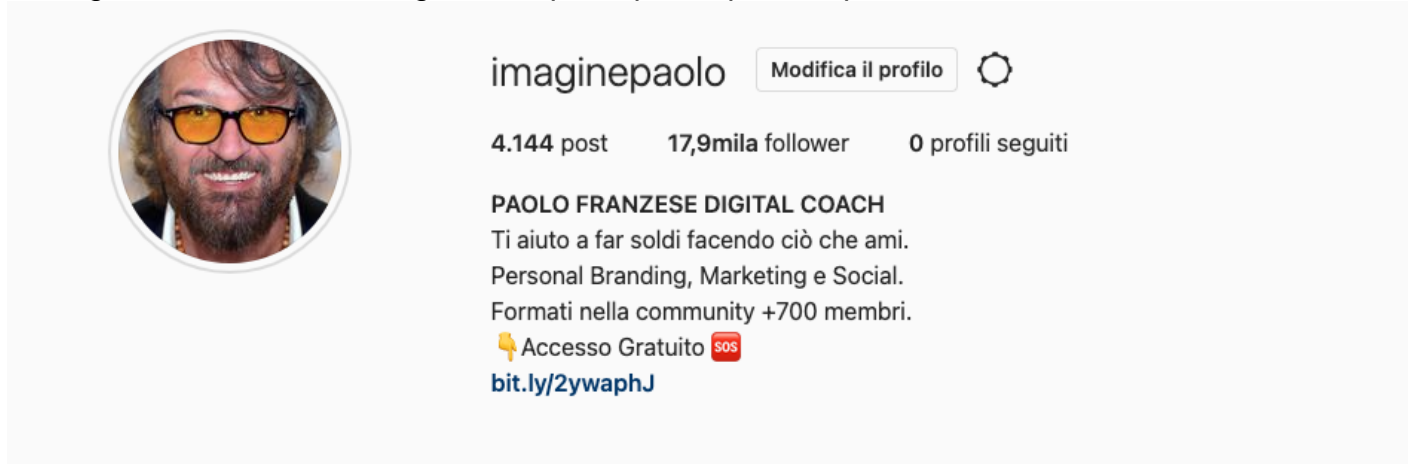 imaginepaolo Modifica il profilo
4.144 post 17,9mila follower 0 profili seguiti
PAOLO FRANZESE DIGITAL COACH
Ti aiuto a far soldi facendo ciò che ami.
Personal Branding, Marketing e Social.
Formati nella community +700 membri.
👇Accesso Gratuito 🆘
bit.ly/2ywaphJ